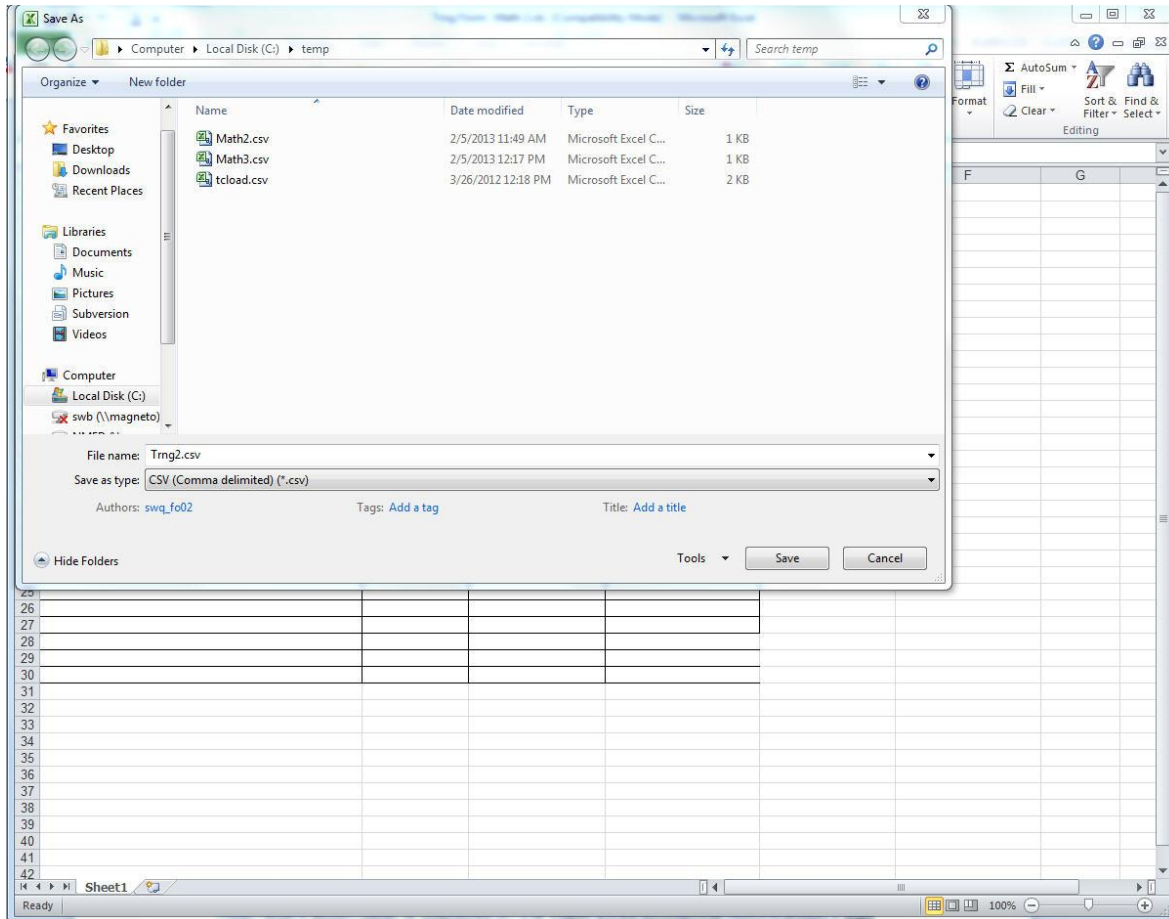 Save As
Computer Local Disk (C:) temp
Search temp
Organize New folder
Name Date modified Type Size
Favorites
Desktop
Downloads
Recent Places
Libraries
Documents
Music
Pictures
Subversion
Videos
Computer
Local Disk (C:)
swb (\\magneto)
Math2.csv 2/5/2013 11:49 AM Microsoft Excel C... 1 KB
Math3.csv 2/5/2013 12:17 PM Microsoft Excel C... 1 KB
tcload.csv 3/26/2012 12:18 PM Microsoft Excel C... 2 KB
File name: Trng2.csv
Save as type: CSV (Comma delimited) (*.csv)
Authors: swq_fo02 Tags: Add a tag Title: Add a title
Hide Folders Tools Save Cancel
Format
Σ AutoSum
Fill
Clear
Sort & Find &
Filter Select
Editing
F G
25
26
27
28
29
30
31
32
33
34
35
36
37
38
39
40
41
42
Sheet1
Ready 100%